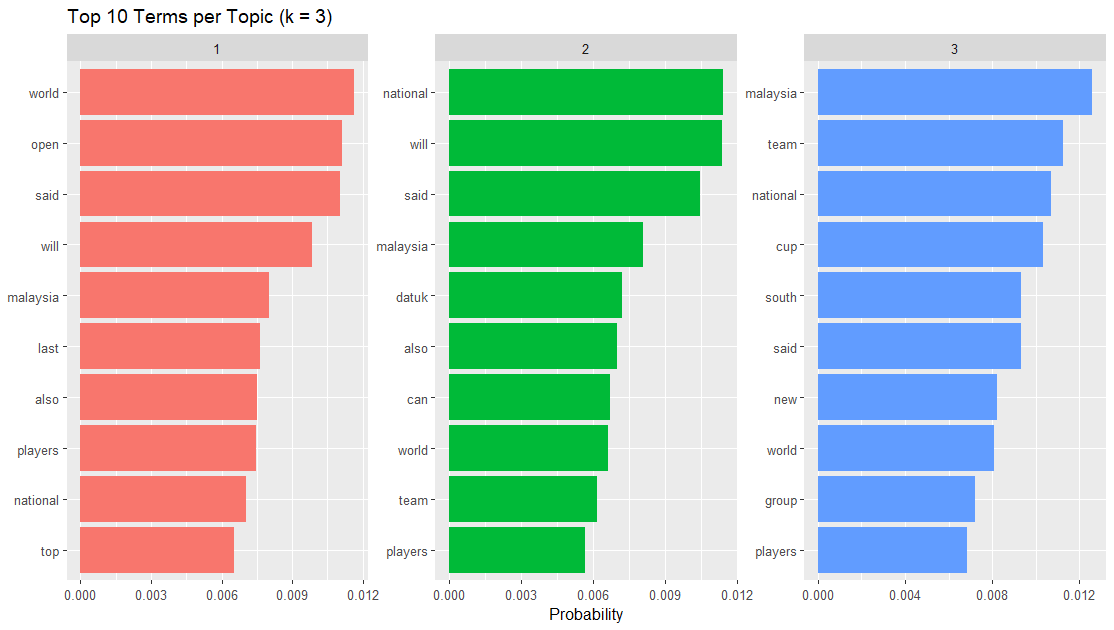 Top 10 Terms per Topic (k = 3)
1
world
open
said
will
malaysia
last
also
players
national
top
0.000 0.003 0.006 0.009 0.012
2
national
will
said
malaysia
datuk
also
can
world
team
players
0.000 0.003 0.006 0.009 0.012
3
malaysia
team
national
cup
south
said
new
world
group
players
0.000 0.004 0.008 0.012
Probability